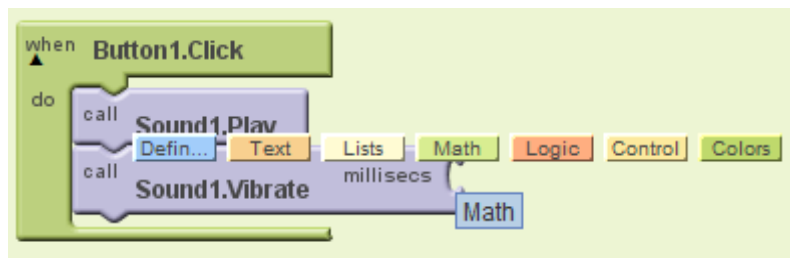 when Button1.Click
do
call Sound1.Play
Defin... Text Lists Math Logic Control Colors
call Sound1.Vibrate millisecs
Math